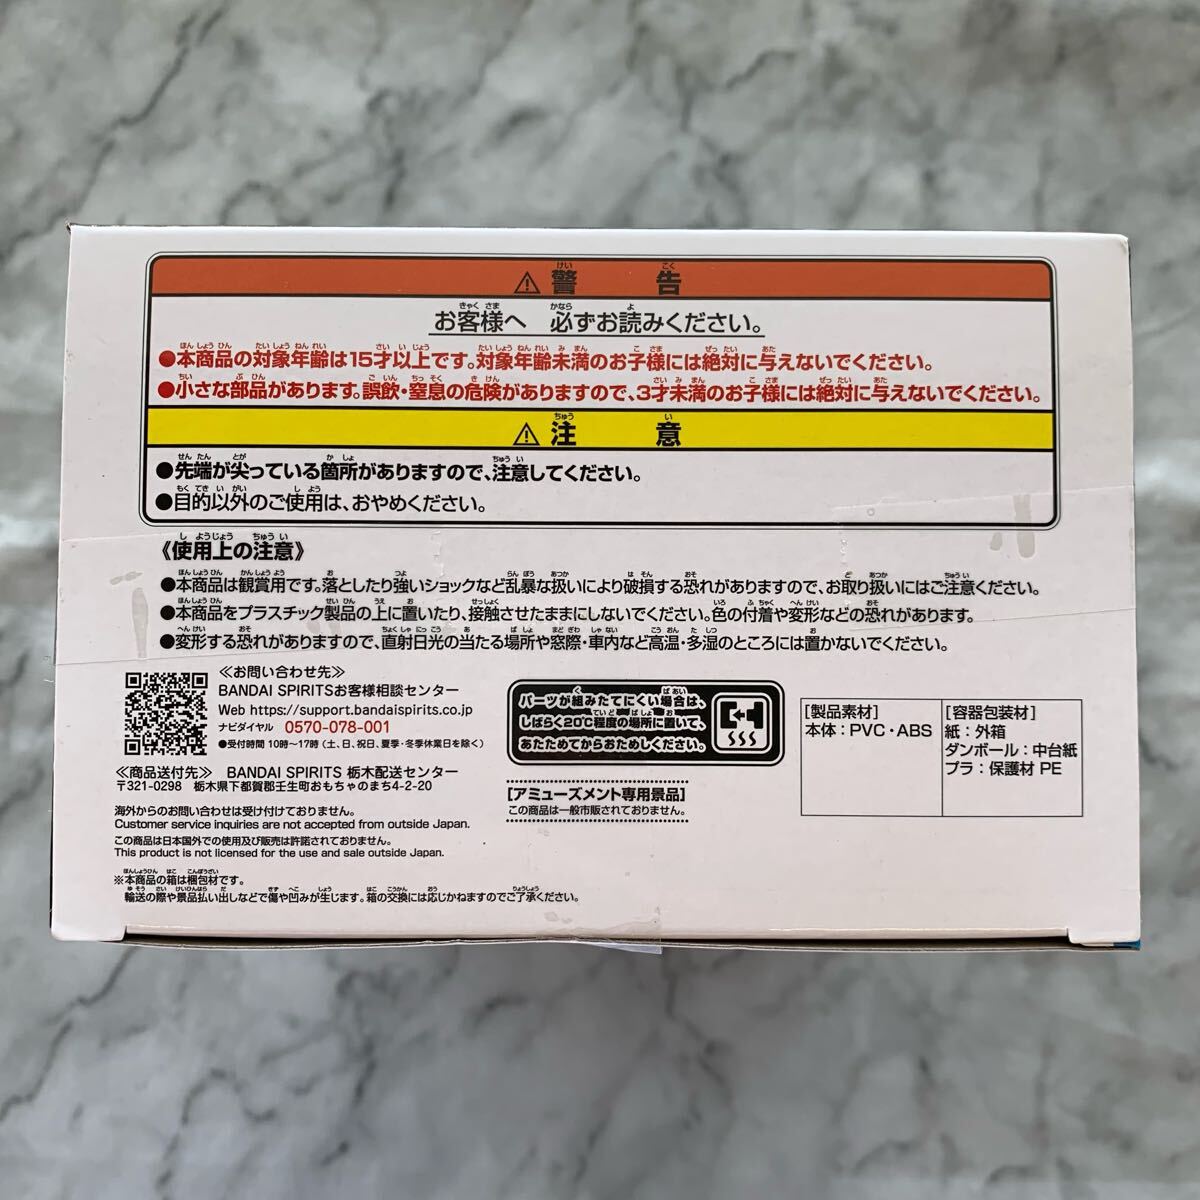 ⚠警告
お客様へ 必ずお読みください。
●本商品の対象年齢は15才以上です。対象年齢未満のお子様には絶対に与えないでください。
●小さな部品があります。誤飲・窒息の危険がありますので、3才未満のお子様には絶対に与えないでください。
⚠注意
●先端が尖っている箇所がありますので、注意してください。
●目的以外のご使用は、おやめください。
《使用上の注意》
●本商品は観賞用です。落としたり強いショックなど乱暴な扱いにより破損する恐れがありますので、お取り扱いにはご注意ください。
●本商品をプラスチック製品の上に置いたり、接触させたままにしないでください。色の付着や変形などの恐れがあります。
●変形する恐れがありますので、直射日光の当たる場所や窓際・車内など高温・多湿のところには置かないでください。
≪お問い合わせ先≫
BANDAI SPIRITSお客様相談センター
Web https://support.bandaispirits.co.jp
ナビダイヤル 0570-078-001
●受付時間 10時〜17時(土、日、祝日、夏季・冬季休業日を除く)
≪商品送付先≫ BANDAI SPIRITS 栃木配送センター
〒321-0298 栃木県下都賀郡壬生町おもちゃのまち4-2-20
海外からのお問い合わせは受け付けておりません。
Customer service inquiries are not accepted from outside Japan.
この商品は日本国外での使用及び販売は許諾されておりません。
This product is not licensed for the use and sale outside Japan.
※本商品の箱は梱包材です。
輸送の際や景品払い出しなどで傷や凹みが生じます。箱の交換には応じかねますのでご了承ください。
パーツが組みたてにくい場合は、
しばらく20℃程度の場所に置いて、
あたためてからおためしください。
[アミューズメント専用景品]
この商品は一般市販されておりません。
[製品素材]
本体：PVC・ABS
[容器包装材]
紙：外箱
ダンボール：中台紙
プラ：保護材 PE